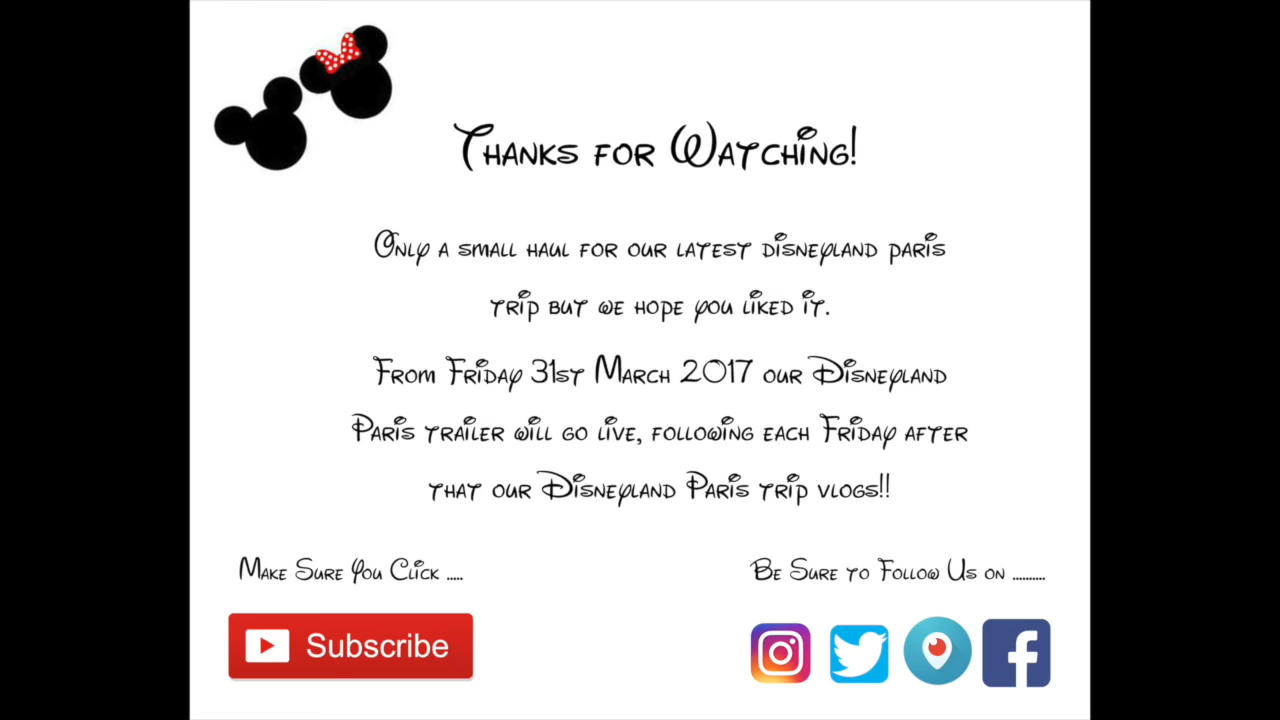 Thanks for Watching!
Only a small haul for our latest disneyland paris
trip but we hope you liked it.
From Friday 31st March 2017 our Disneyland
Paris trailer will go live, following each Friday after
that our Disneyland Paris trip vlogs!!
Make Sure You Click .....
Be Sure to Follow Us on ..........
Subscribe